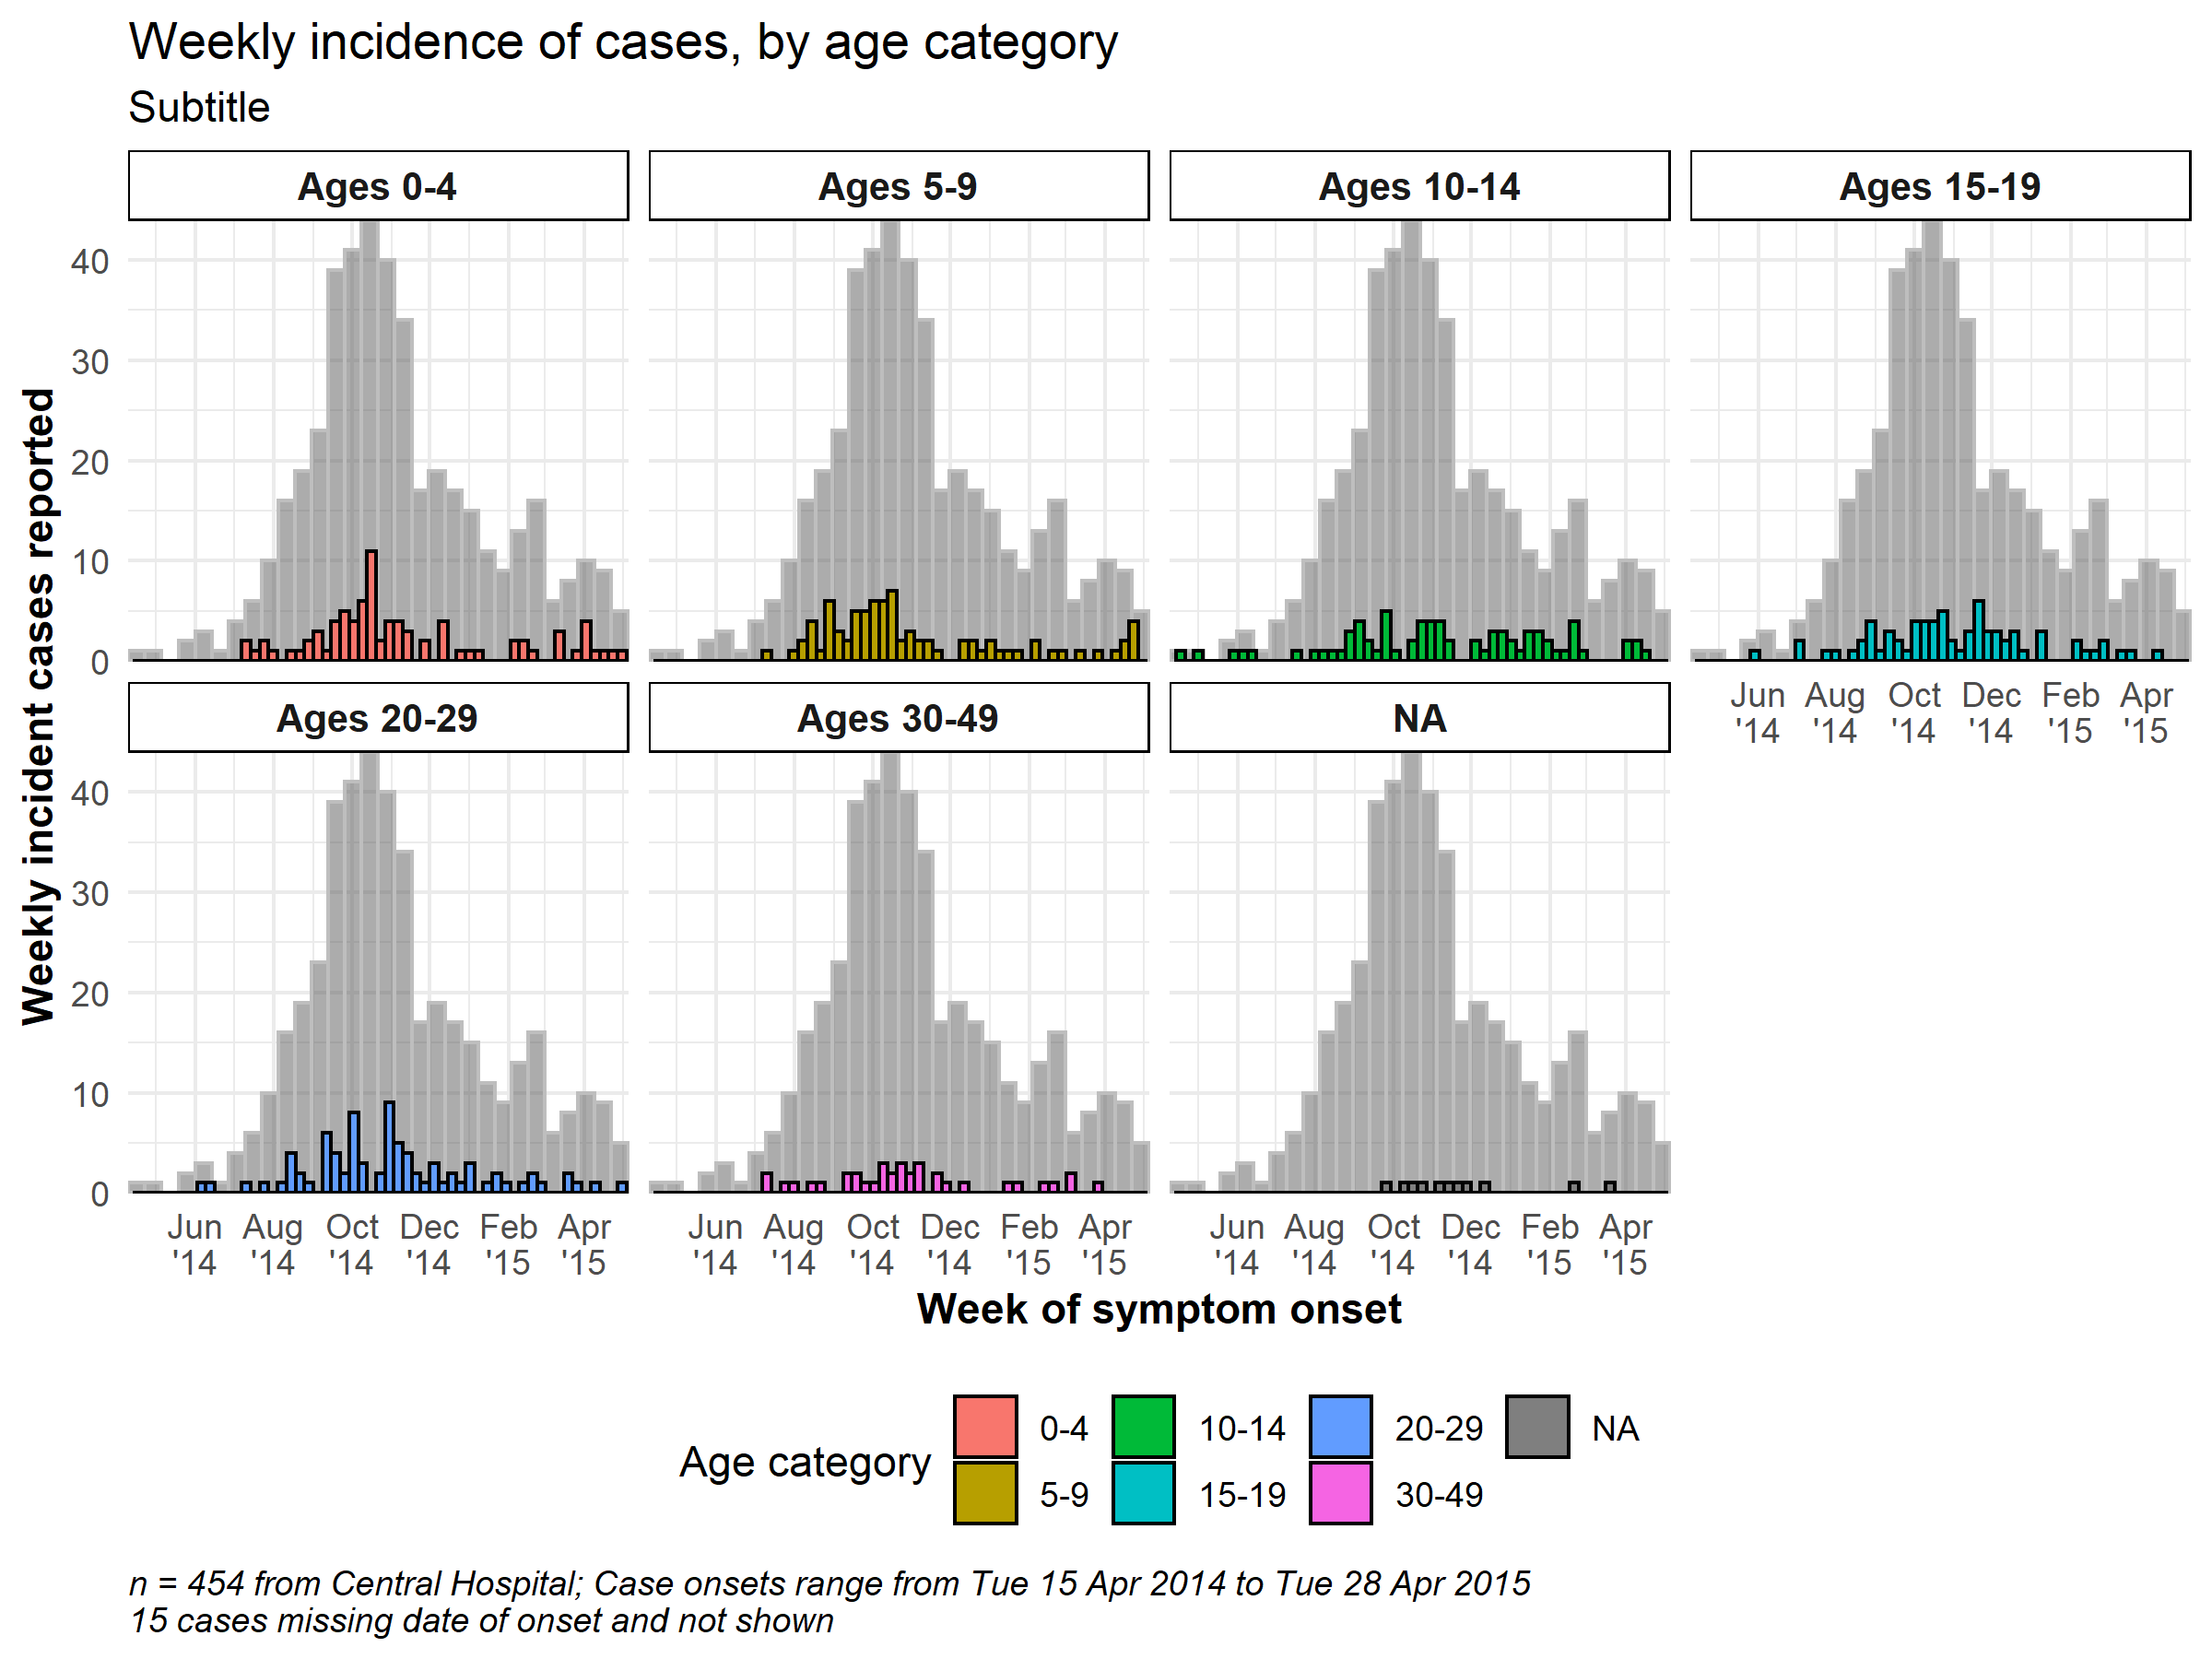 Weekly incidence of cases, by age category
Subtitle
Ages 0-4
Ages 5-9
Ages 10-14
Ages 15-19
40
30
20
10
0
Jun '14
Aug '14
Oct '14
Dec '14
Feb '15
Apr '15
Ages 20-29
Ages 30-49
NA
40
30
20
10
0
Jun '14
Aug '14
Oct '14
Dec '14
Feb '15
Apr '15
Jun '14
Aug '14
Oct '14
Dec '14
Feb '15
Apr '15
Jun '14
Aug '14
Oct '14
Dec '14
Feb '15
Apr '15
Weekly incident cases reported
Week of symptom onset
Age category
0-4
5-9
10-14
15-19
20-29
30-49
NA
n = 454 from Central Hospital; Case onsets range from Tue 15 Apr 2014 to Tue 28 Apr 2015
15 cases missing date of onset and not shown